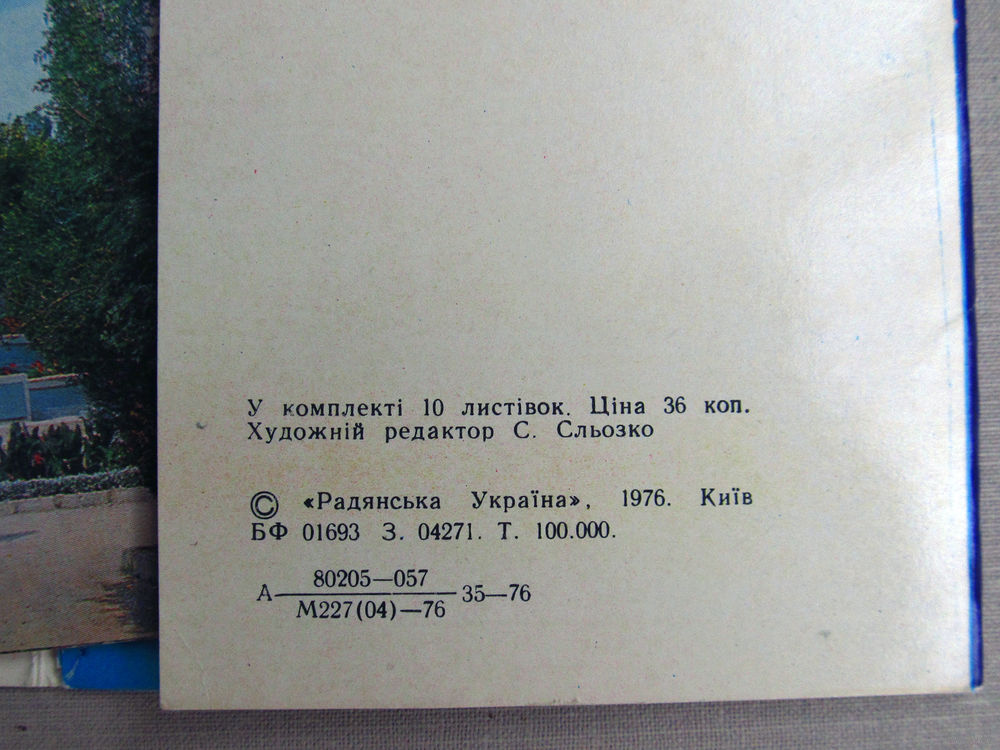 У комплекті 10 листівок. Ціна 36 коп.
Художній редактор С. Сльозко
© «Радянська Україна», 1976. Київ
БФ 01693 З. 04271. Т. 100.000.
80205—057
А 35—76
М227(04)—76